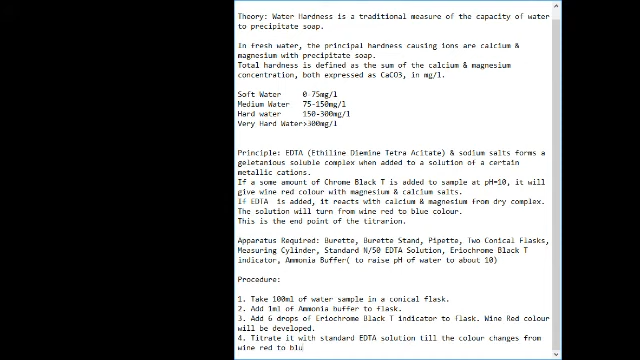 Theory: Water Hardness is a traditional measure of the capacity of water
to precipitate soap.
In fresh water, the principal hardness causing ions are calcium &
magnesium with precipitate soap.
Total hardness is defined as the sum of the calcium & magnesium
concentration, both expressed as CaCO3, in mg/l.
Soft Water 0-75mg/l
Medium Water 75-150mg/l
Hard water 150-300mg/l
Very Hard Water>300mg/l
Principle: EDTA (Ethiline Diemine Tetra Acitate) & sodium salts forms a
geletanious soluble complex when added to a solution of a certain
metallic cations.
If a some amount of Chrome Black T is added to sample at pH=10, it will
give wine red colour with magnesium & calcium salts.
If EDTA is added, it reacts with calcium & magnesium from dry complex.
The solution will turn from wine red to blue colour.
This is the end point of the titrarion.
Apparatus Required: Burette, Burette Stand, Pipette, Two Conical Flasks,
Measuring Cylinder, Standard N/50 EDTA Solution, Eriochrome Black T
indicator, Ammonia Buffer( to raise pH of water to about 10)
Procedure:
1. Take 100ml of water sample in a conical flask.
2. Add 1ml of Ammonia buffer to flask.
3. Add 6 drops of Eriochrome Black T indicator to flask. Wine Red colour
will be developed.
4. Titrate it with standard EDTA solution till the colour changes from
wine red to blu